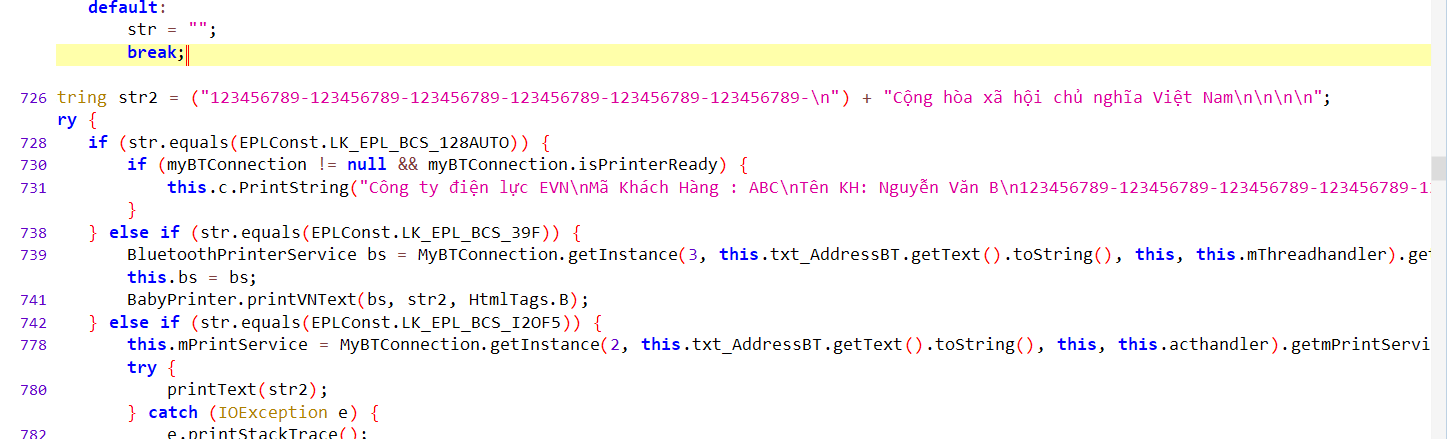 default:
str = "";
break;
726 tring str2 = ("123456789-123456789-123456789-123456789-123456789-123456789-\n") + "Cộng hòa xã hội chủ nghĩa Việt Nam\n\n\n\n";
ry {
728 if (str.equals(EPLConst.LK_EPL_BCS_128AUTO)) {
730 if (myBTConnection != null && myBTConnection.isPrinterReady) {
731 this.c.PrintString("Công ty điện lực EVN\nMã Khách Hàng : ABC\nTên KH: Nguyễn Văn B\n123456789-123456789-123456789-123456789-1
}
738 } else if (str.equals(EPLConst.LK_EPL_BCS_39F)) {
739 BluetoothPrinterService bs = MyBTConnection.getInstance(3, this.txt_AddressBT.getText().toString(), this, this.mThreadhandler).get
this.bs = bs;
741 BabyPrinter.printVNText(bs, str2, HtmlTags.B);
742 } else if (str.equals(EPLConst.LK_EPL_BCS_I2OF5)) {
778 this.mPrintService = MyBTConnection.getInstance(2, this.txt_AddressBT.getText().toString(), this, this.acthandler).getmPrintServi
try {
780 printText(str2);
} catch (IOException e) {
782 e.printStackTrace();